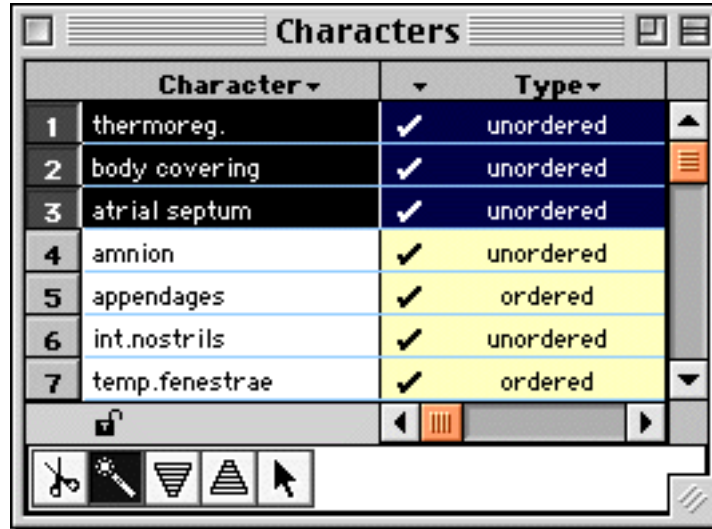 Characters
Character Type
1 thermoreg. ✓ unordered
2 body covering ✓ unordered
3 atrial septum ✓ unordered
4 amnion ✓ unordered
5 appendages ✓ ordered
6 int.nostrils ✓ unordered
7 temp.fenestrae ✓ ordered